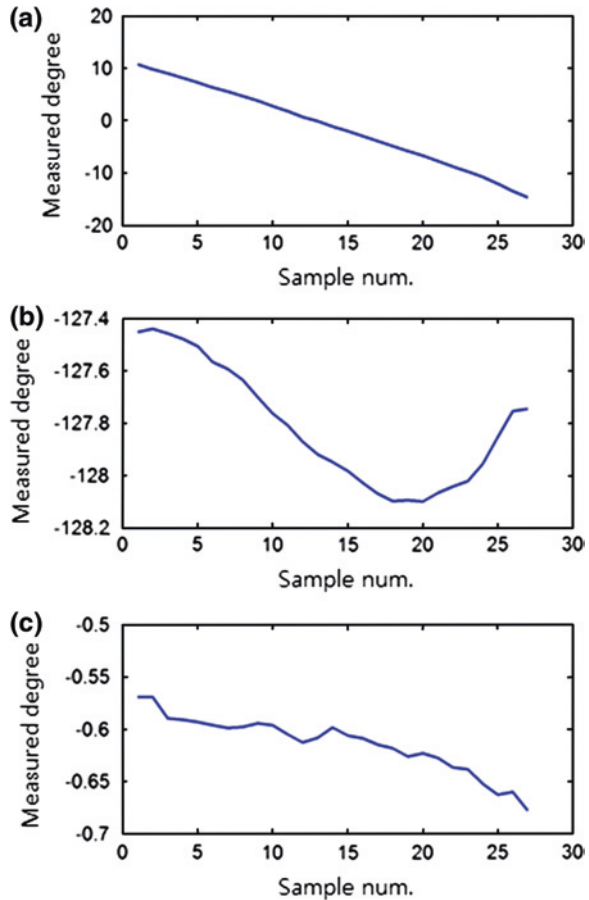 (a)
20
10
0
-10
-20
Measured degree
0 5 10 15 20 25 30
Sample num.
(b)
-127.4
-127.6
-127.8
-128
-128.2
Measured degree
0 5 10 15 20 25 30
Sample num.
(c)
-0.5
-0.55
-0.6
-0.65
-0.7
Measured degree
0 5 10 15 20 25 30
Sample num.